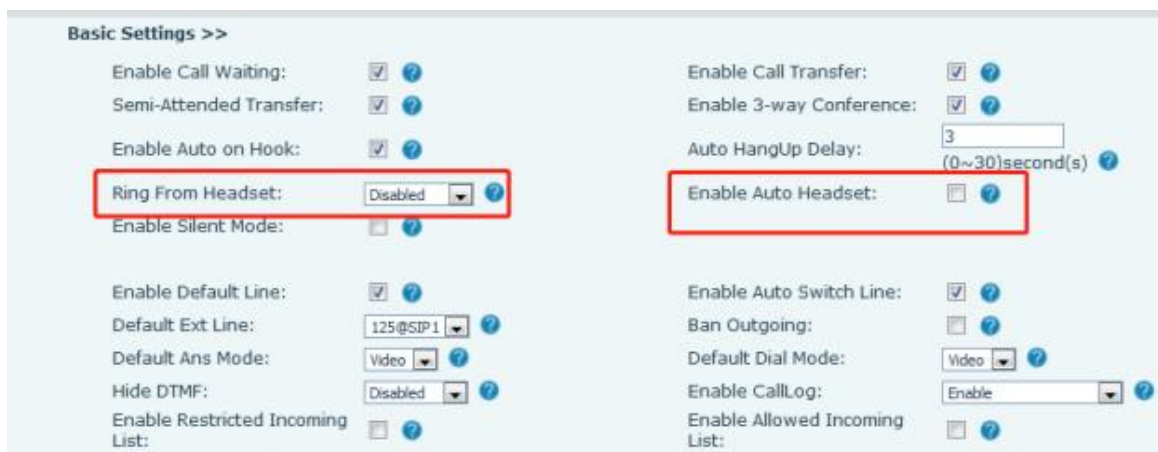 Basic Settings >>
Enable Call Waiting: ? Enable Call Transfer: ?
Semi-Attended Transfer: ? Enable 3-way Conference: ?
Enable Auto on Hook: ? Auto HangUp Delay: 3
(0~30)second(s) ?
Ring From Headset: Disabled ? Enable Auto Headset: ?
Enable Silent Mode: ?
Enable Default Line: ? Enable Auto Switch Line: ?
Default Ext Line: 125@SIP1 ? Ban Outgoing: ?
Default Ans Mode: Video ? Default Dial Mode: Video ?
Hide DTMF: Disabled ? Enable CallLog: Enable ?
Enable Restricted Incoming
List: ?
Enable Allowed Incoming
List: ?